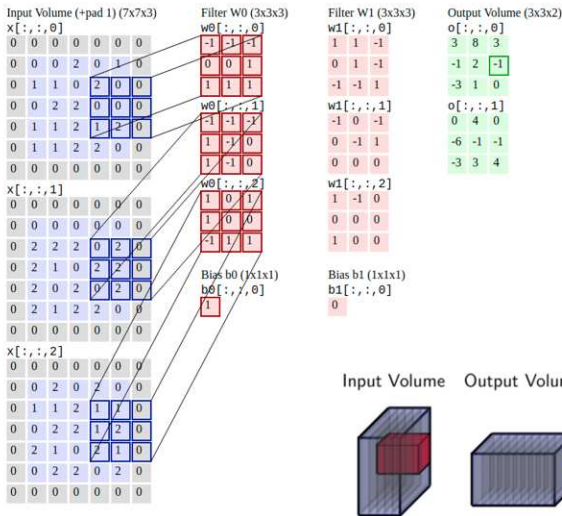 Input Volume (+pad 1) (7x7x3)
x[:,:,0]
0 0 0 0 0 0 0
0 0 0 2 0 1 0
0 1 1 0 2 0 0
0 0 2 2 0 0 0
0 1 1 2 1 2 0
0 1 1 2 2 0 0
0 0 0 0 0 0 0
x[:,:,1]
0 0 0 0 0 0 0
0 0 0 0 0 0 0
0 2 2 2 0 2 0
0 2 1 0 2 2 0
0 2 0 2 0 2 0
0 2 1 2 2 0 0
0 0 0 0 0 0 0
x[:,:,2]
0 0 0 0 0 0 0
0 0 2 0 2 0 0
0 1 1 2 1 1 0
0 0 2 2 1 2 0
0 2 1 0 2 1 0
0 0 2 2 0 2 0
0 0 0 0 0 0 0
Filter W0 (3x3x3)
w0[:,:,0]
-1 -1 -1
0 0 1
1 1 1
w0[:,:,1]
-1 -1 -1
1 -1 0
1 -1 0
w0[:,:,2]
1 0 1
1 0 0
-1 1 1
Bias b0 (1x1x1)
b0[:,:,0]
1
Filter W1 (3x3x3)
w1[:,:,0]
1 1 -1
0 1 -1
-1 -1 1
w1[:,:,1]
-1 0 -1
0 -1 1
0 0 0
w1[:,:,2]
1 -1 0
1 0 0
1 0 0
Bias b1 (1x1x1)
b1[:,:,0]
0
Output Volume (3x3x2)
o[:,:,0]
3 8 3
-1 2 -1
-3 1 0
o[:,:,1]
0 4 0
-6 -1 -1
-3 3 4
Input Volume Output Volu